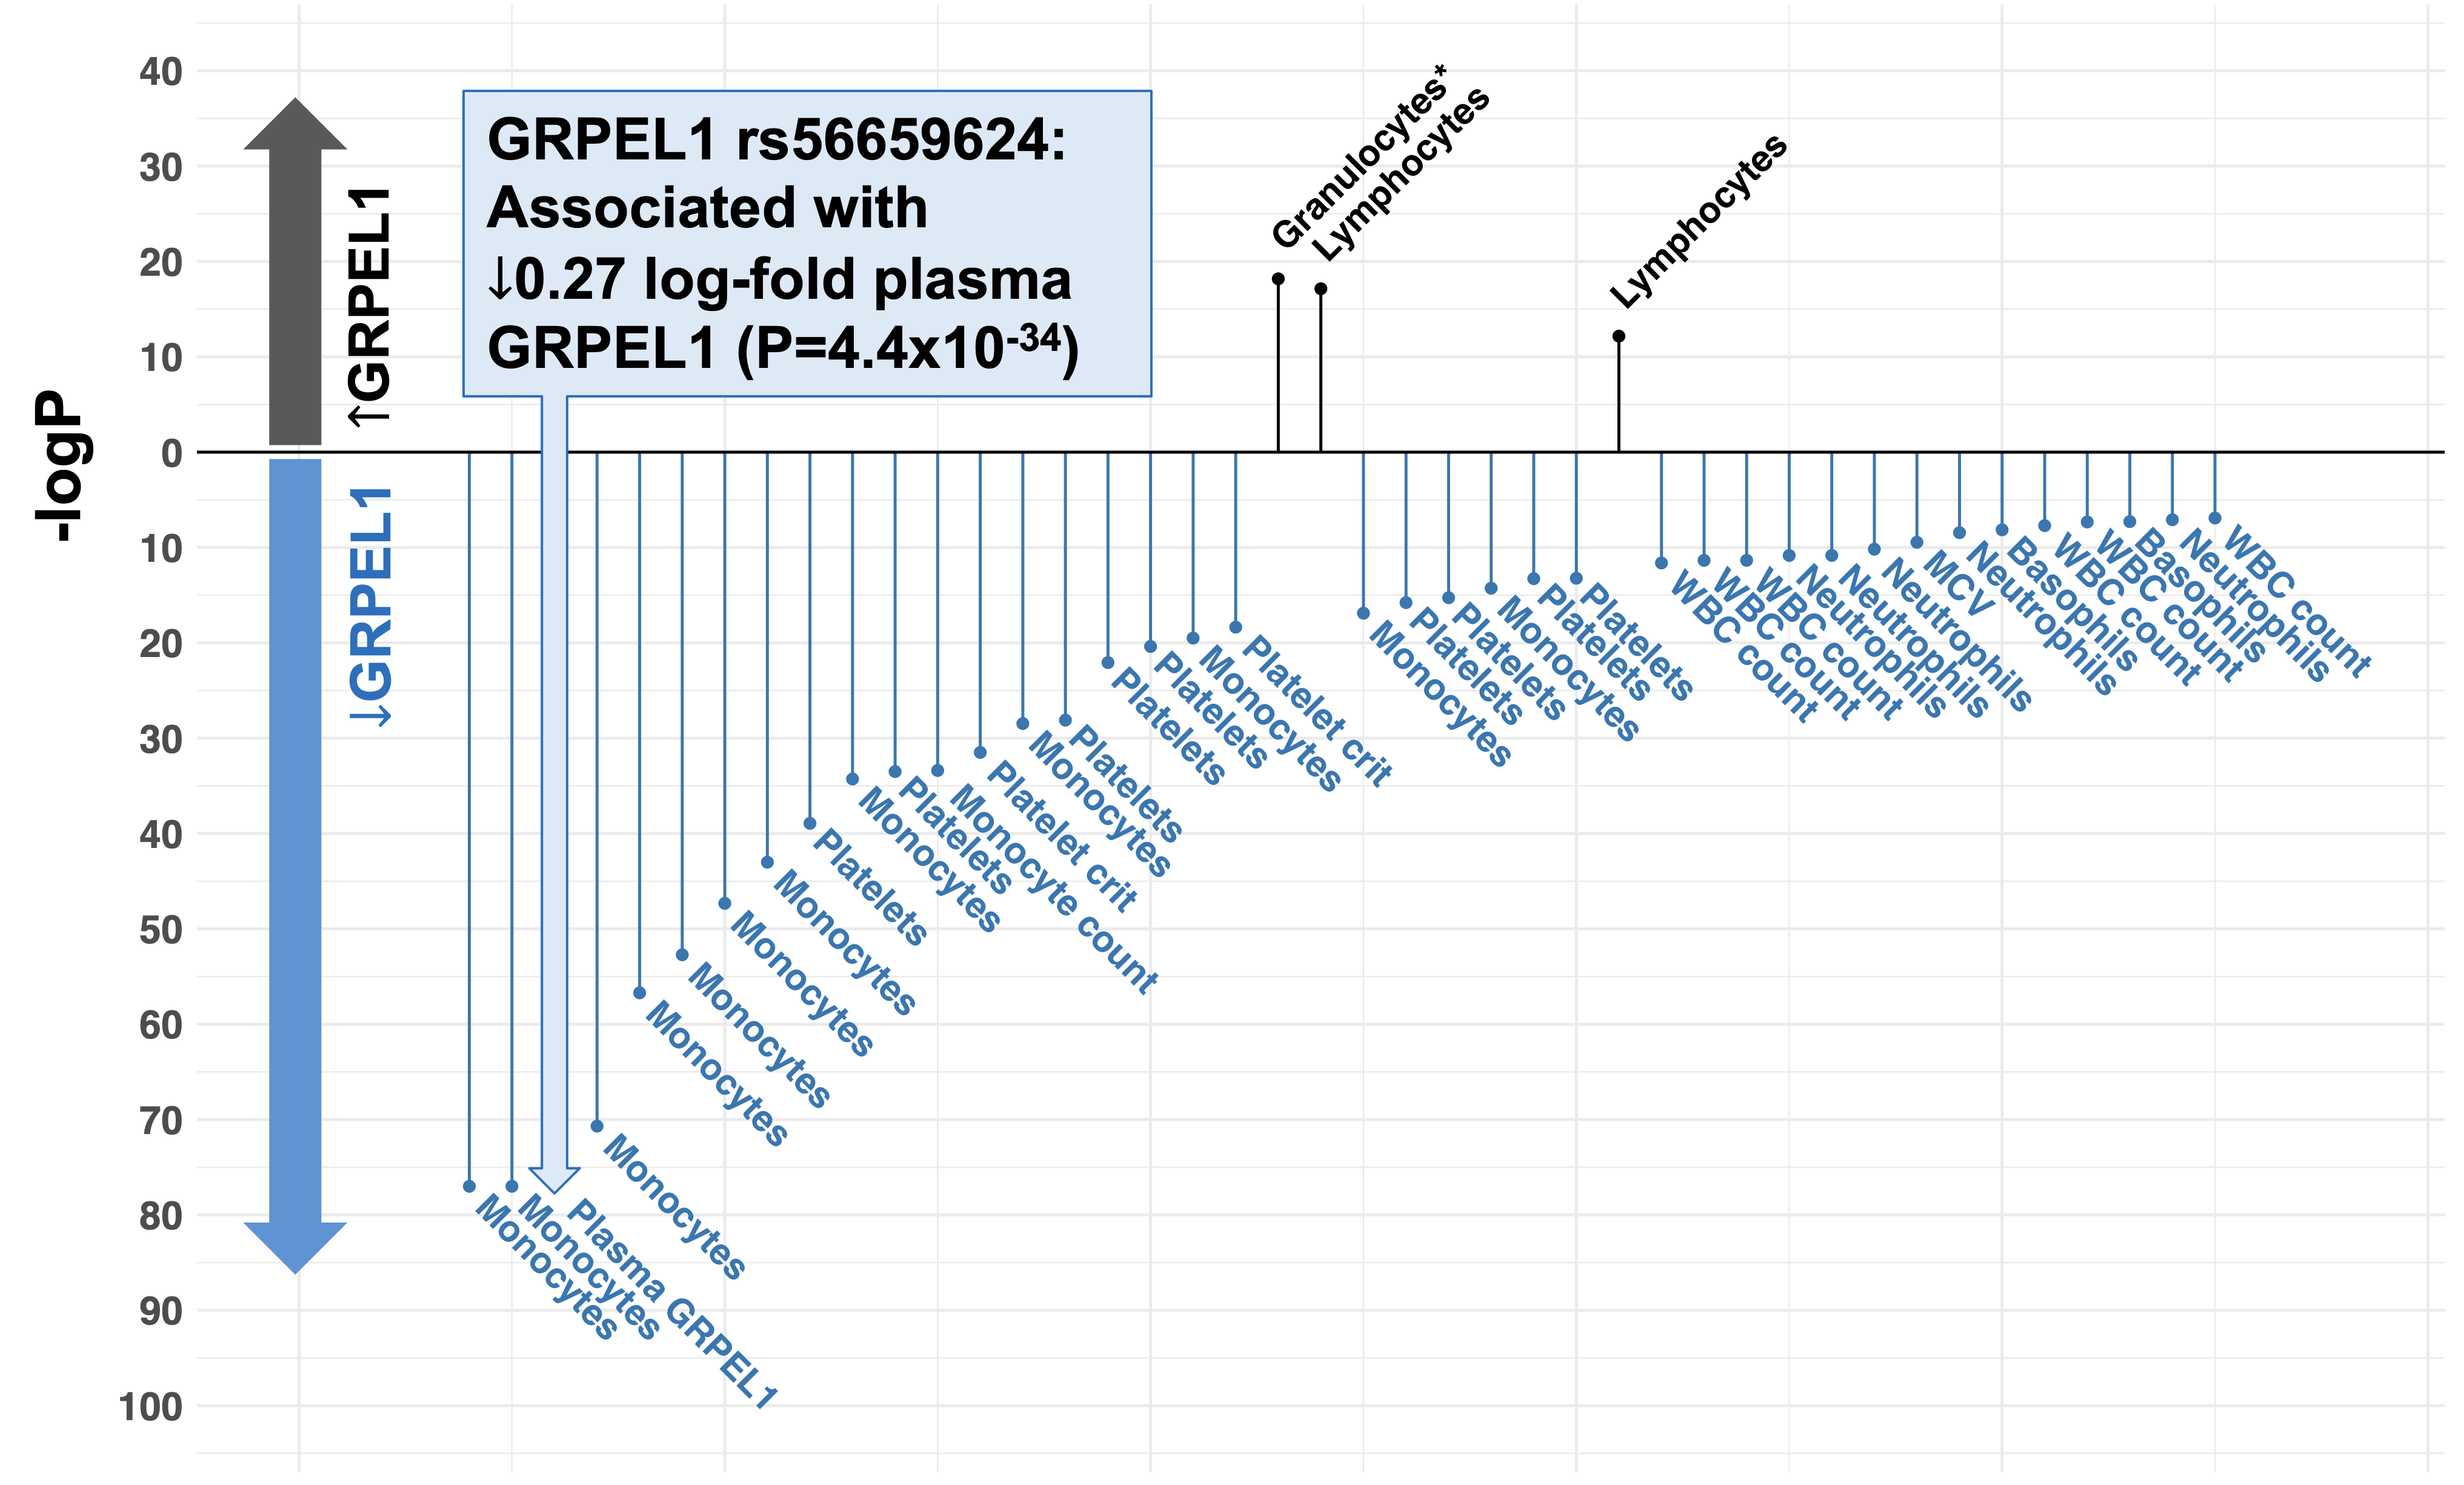 -logP
40
30
20
10
0
10
20
30
40
50
60
70
80
90
100
↑GRPEL1
↓GRPEL1
GRPEL1 rs56659624:
Associated with
↓0.27 log-fold plasma
GRPEL1 (P=4.4x10-34)
Granulocytes*
Lymphocytes
Lymphocytes
Monocytes
Monocytes
Plasma GRPEL1
Monocytes
Monocytes
Monocytes
Monocytes
Monocytes
Platelets
Monocytes
Platelets
Monocyte count
Platelet crit
Monocytes
Platelets
Platelets
Platelets
Monocytes
Platelet crit
Monocytes
Platelets
Platelets
Monocytes
Platelets
Platelets
WBC count
WBC count
WBC count
Neutrophils
Neutrophils
Neutrophils
MCV
Neutrophils
Basophils
WBC count
WBC count
Basophils
Neutrophils
WBC count